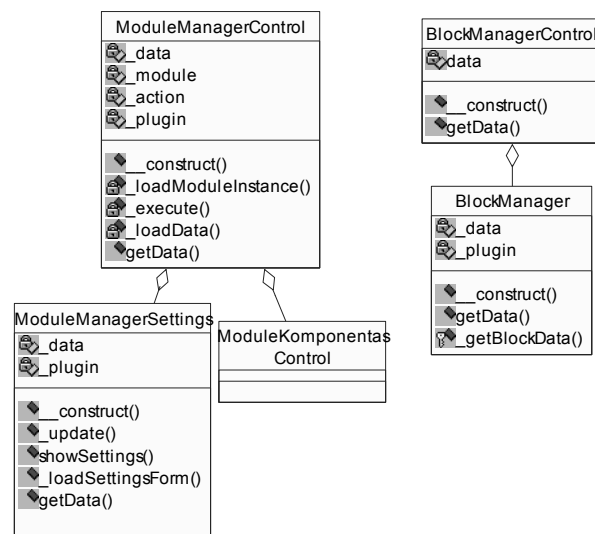 ModuleManagerControl
_data
_module
_action
_plugin
__construct()
_loadModuleInstance()
_execute()
_loadData()
getData()
BlockManagerControl
data
__construct()
getData()
BlockManager
_data
_plugin
__construct()
getData()
_getBlockData()
ModuleManagerSettings
_data
_plugin
__construct()
_update()
showSettings()
_loadSettingsForm()
getData()
ModuleKomponentas
Control